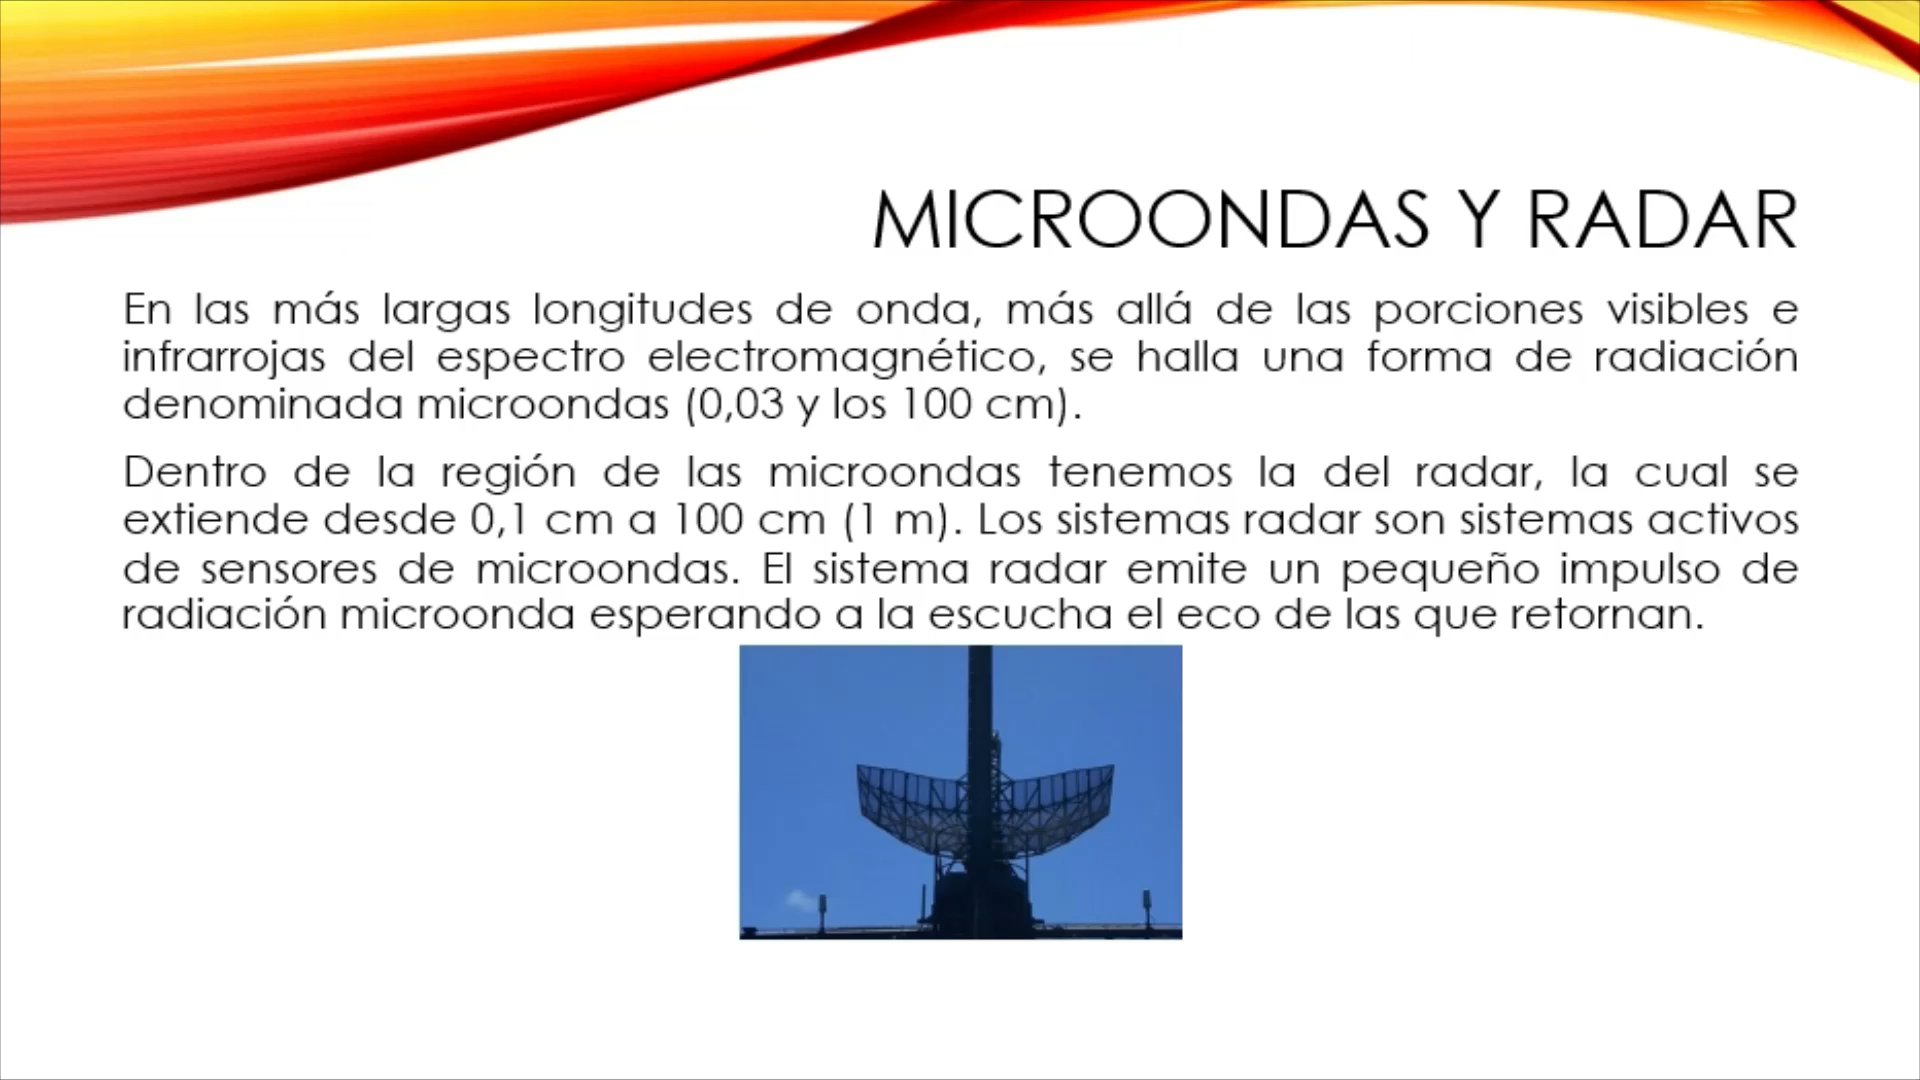 MICROONDAS Y RADAR
En las más largas longitudes de onda, más allá de las porciones visibles e
infrarrojas del espectro electromagnético, se halla una forma de radiación
denominada microondas (0,03 y los 100 cm).
Dentro de la región de las microondas tenemos la del radar, la cual se
extiende desde 0,1 cm a 100 cm (1 m). Los sistemas radar son sistemas activos
de sensores de microondas. El sistema radar emite un pequeño impulso de
radiación microonda esperando a la escucha el eco de las que retornan.